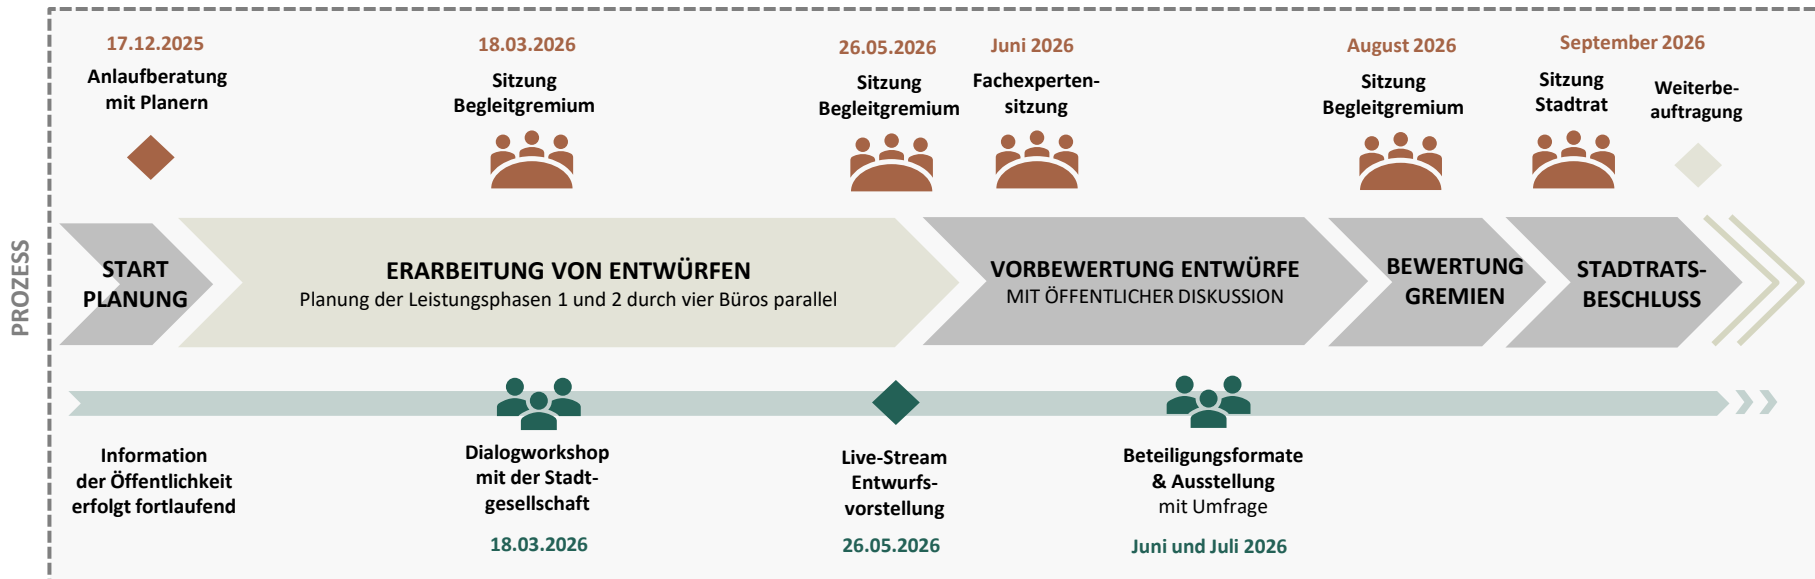 PROZESS
17.12.2025
Anlaufberatung
mit Planern
18.03.2026
Sitzung
Begleitgremium
26.05.2026
Sitzung
Begleitgremium
Juni 2026
Fachexperten-
sitzung
August 2026
Sitzung
Begleitgremium
September 2026
Sitzung
Stadtrat
Weiterbe-
auftragung
START
PLANUNG
ERARBEITUNG VON ENTWÜRFEN
Planung der Leistungsphasen 1 und 2 durch vier Büros parallel
VORBEWERTUNG ENTWÜRFE
MIT ÖFFENTLICHER DISKUSSION
BEWERTUNG
GREMIEN
STADTRATS-
BESCHLUSS
Information
der Öffentlichkeit
erfolgt fortlaufend
Dialogworkshop
mit der Stadt-
gesellschaft
18.03.2026
Live-Stream
Entwurfs-
vorstellung
26.05.2026
Beteiligungsformate
& Ausstellung
mit Umfrage
Juni und Juli 2026